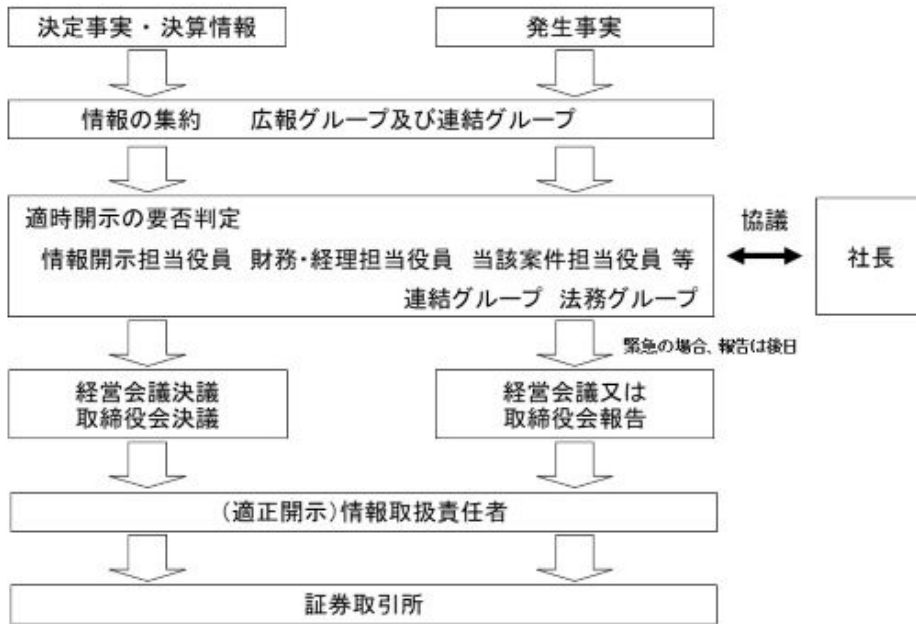 決定事実・決算情報
発生事実
情報の集約 広報グループ及び連結グループ
適時開示の要否判定
情報開示担当役員 財務・経理担当役員 当該案件担当役員 等
連結グループ 法務グループ
協議
社長
緊急の場合、報告は後日
経営会議決議
取締役会決議
経営会議又は
取締役会報告
(適正開示)情報取扱責任者
証券取引所